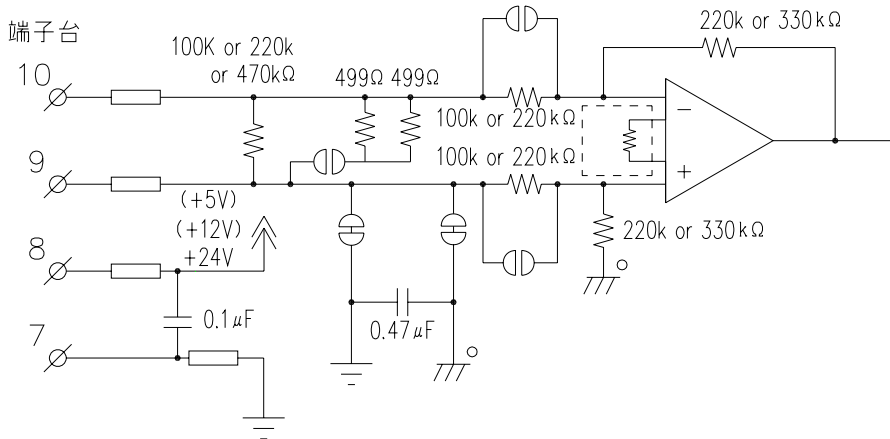 端子台
10
100K or 220k
or 470kΩ
499Ω 499Ω
220k or 330kΩ
100k or 220kΩ
100k or 220kΩ
−
+
9
(+5V)
(+12V)
+24V
220k or 330kΩ
8
0.1μF
0.47μF
7